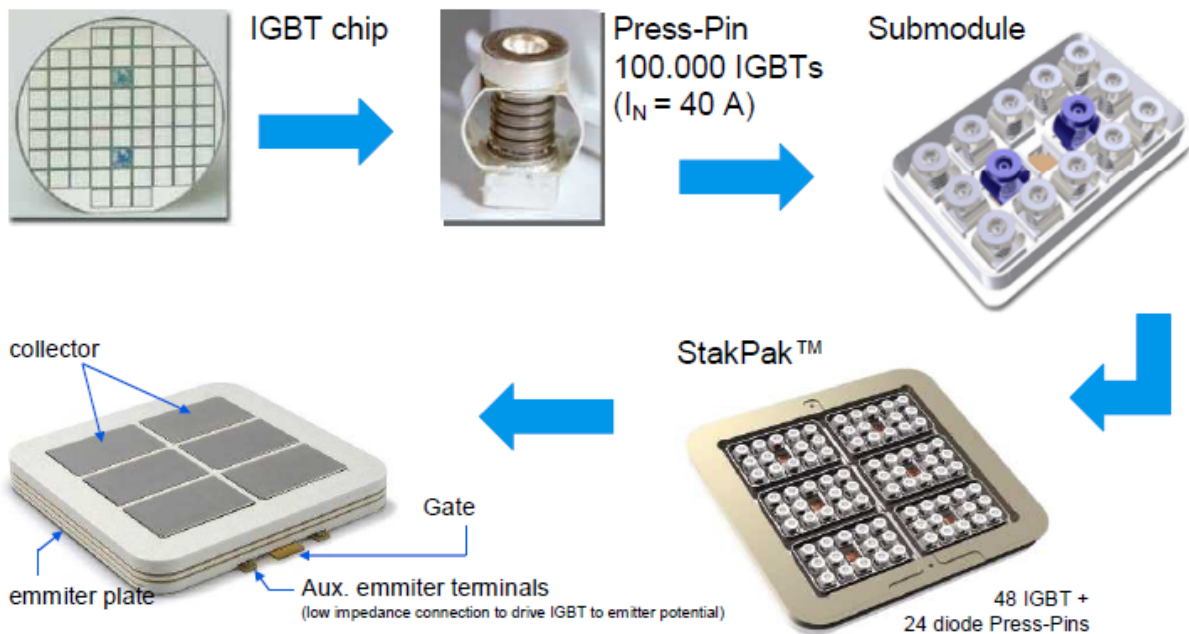 IGBT chip
Press-Pin
100.000 IGBTs
(I_N = 40 A)
Submodule
collector
StakPak™
Gate
emmiter plate
Aux. emmiter terminals
(low impedance connection to drive IGBT to emitter potential)
48 IGBT +
24 diode Press-Pins